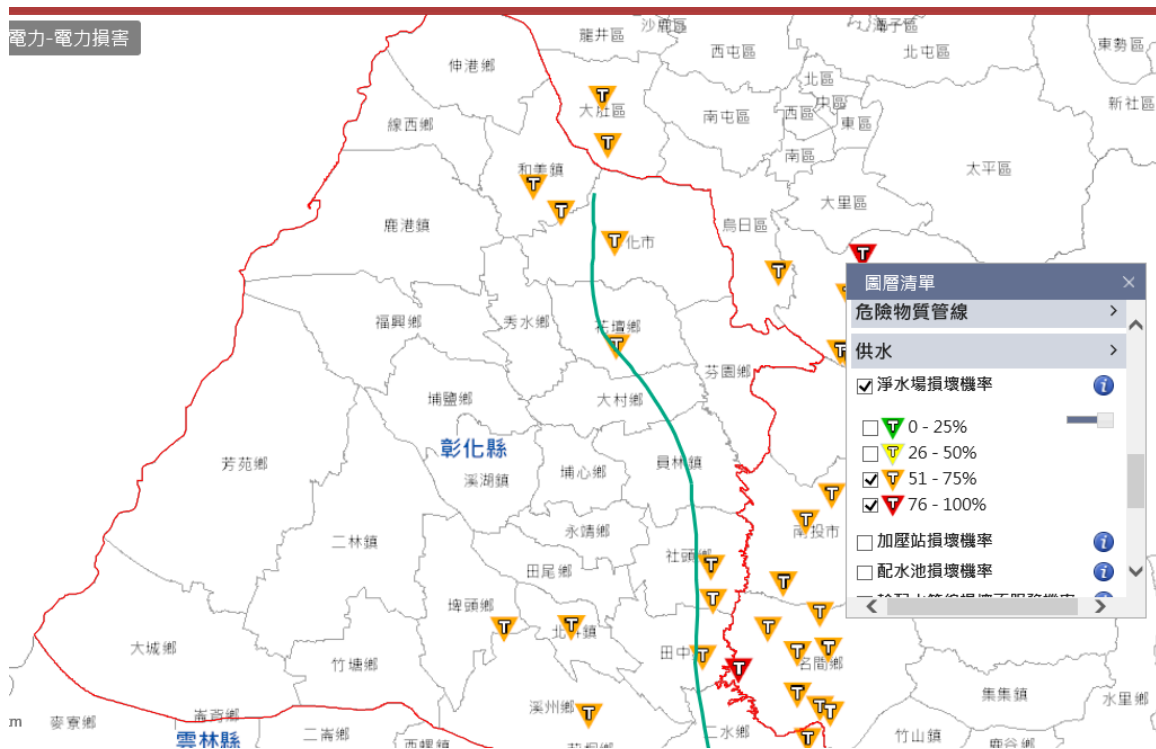 電力-電力損害
沙鹿區
潭子區
龍井區
西屯區
北屯區
東勢區
伸港鄉
北區
新社區
大肚區
南屯區
西區
中區
東區
線西鄉
南區
和美鎮
太平區
大里區
鹿港鎮
烏日區
化市
圖層清單
危險物質管線
供水
淨水場損壞機率
0 - 25%
26 - 50%
51 - 75%
76 - 100%
加壓站損壞機率
配水池損壞機率
福興鄉
秀水鄉
花壇鄉
芬園鄉
埔鹽鄉
大村鄉
彰化縣
芳苑鄉
員林鎮
溪湖鎮
埔心鄉
二林鎮
永靖鄉
南投市
社頭鄉
田尾鄉
埤頭鄉
北斗鎮
大城鄉
田中
竹塘鄉
名間鄉
集集鎮
水里鄉
溪州鄉
m
麥寮鄉
崙背鄉
二崙鄉
二水鄉
竹山鎮
雲林縣
西螺鎮
鹿谷鄉